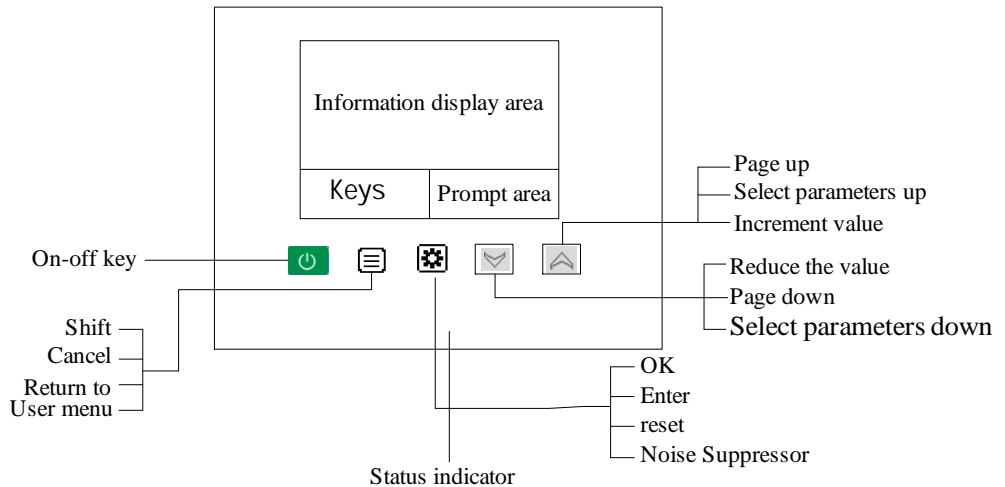 Information display area
Keys
Prompt area
Page up
Select parameters up
Increment value
On-off key
Reduce the value
Page down
Select parameters down
Shift
Cancel
Return to
User menu
OK
Enter
reset
Noise Suppressor
Status indicator